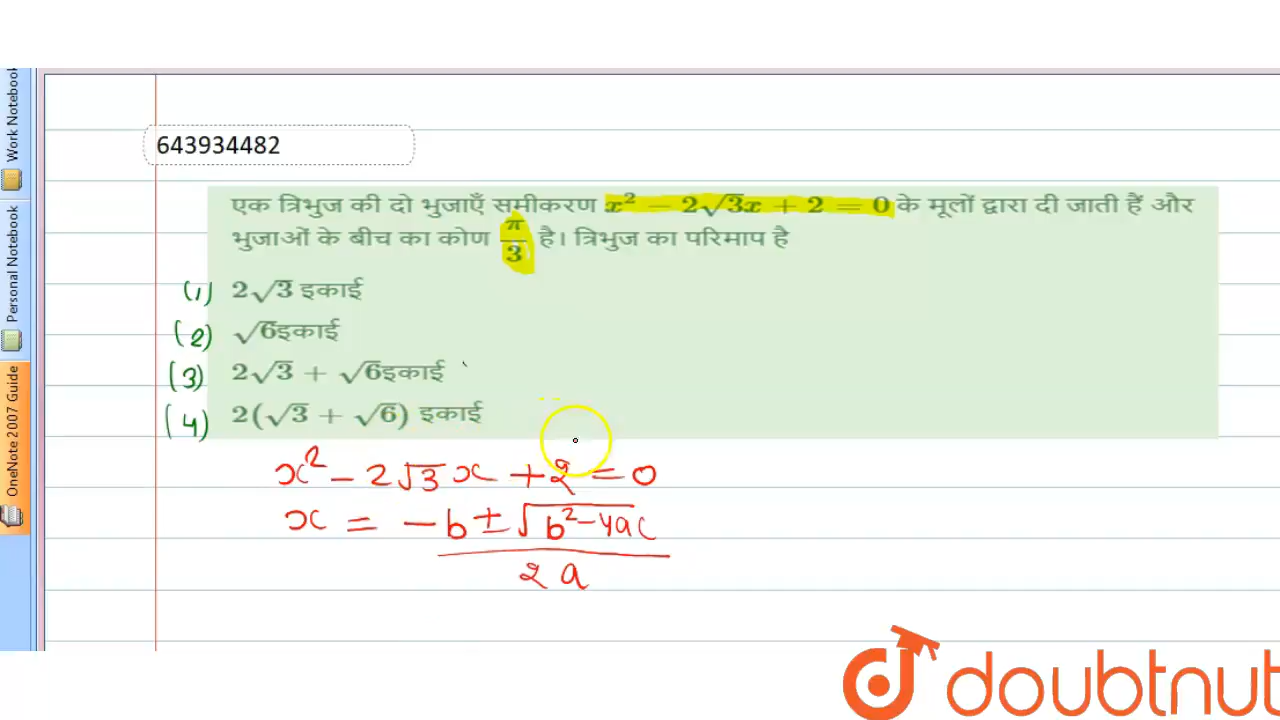 Work Notebook
Personal Notebook
OneNote 2007 Guide
643934482
एक त्रिभुज की दो भुजाएँ समीकरण x² − 2√3x + 2 = 0 के मूलों द्वारा दी जाती हैं और
भुजाओं के बीच का कोण π/3 है। त्रिभुज का परिमाप है
(1) 2√3 इकाई
(2) √6इकाई
(3) 2√3 + √6इकाई
(4) 2(√3 + √6) इकाई
x² − 2√3x + 2 = 0
x = −b ± √b² − 4ac
2a
doubtnut